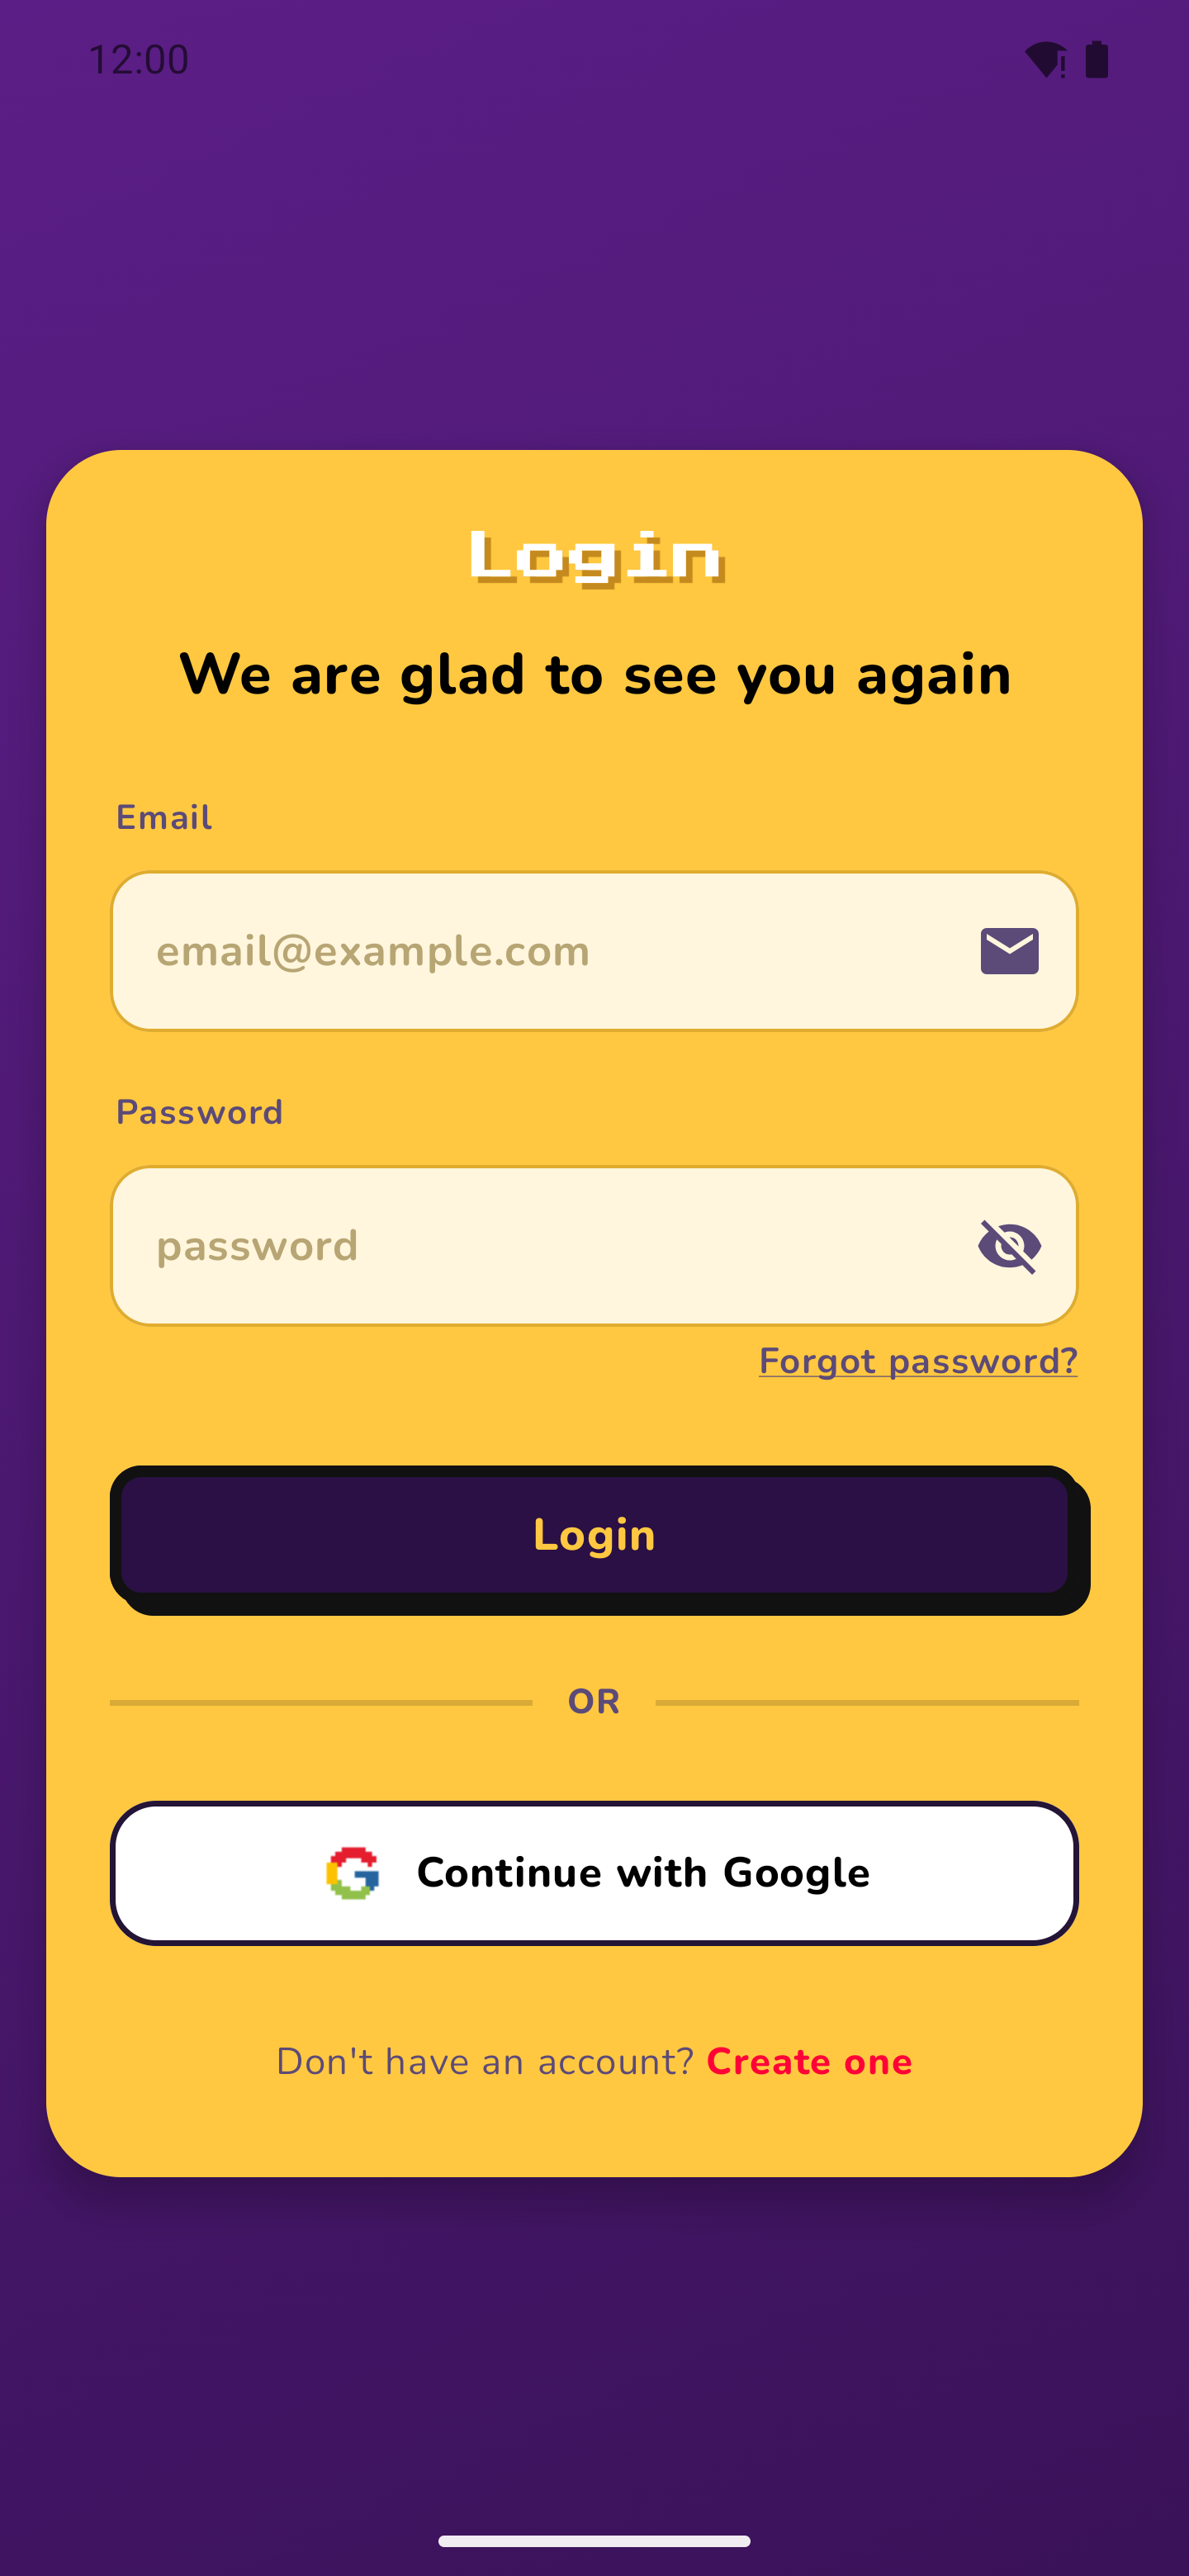 12:00
Login
We are glad to see you again
Email
email@example.com
Password
password
Forgot password?
Login
OR
Continue with Google
Don't have an account? Create one